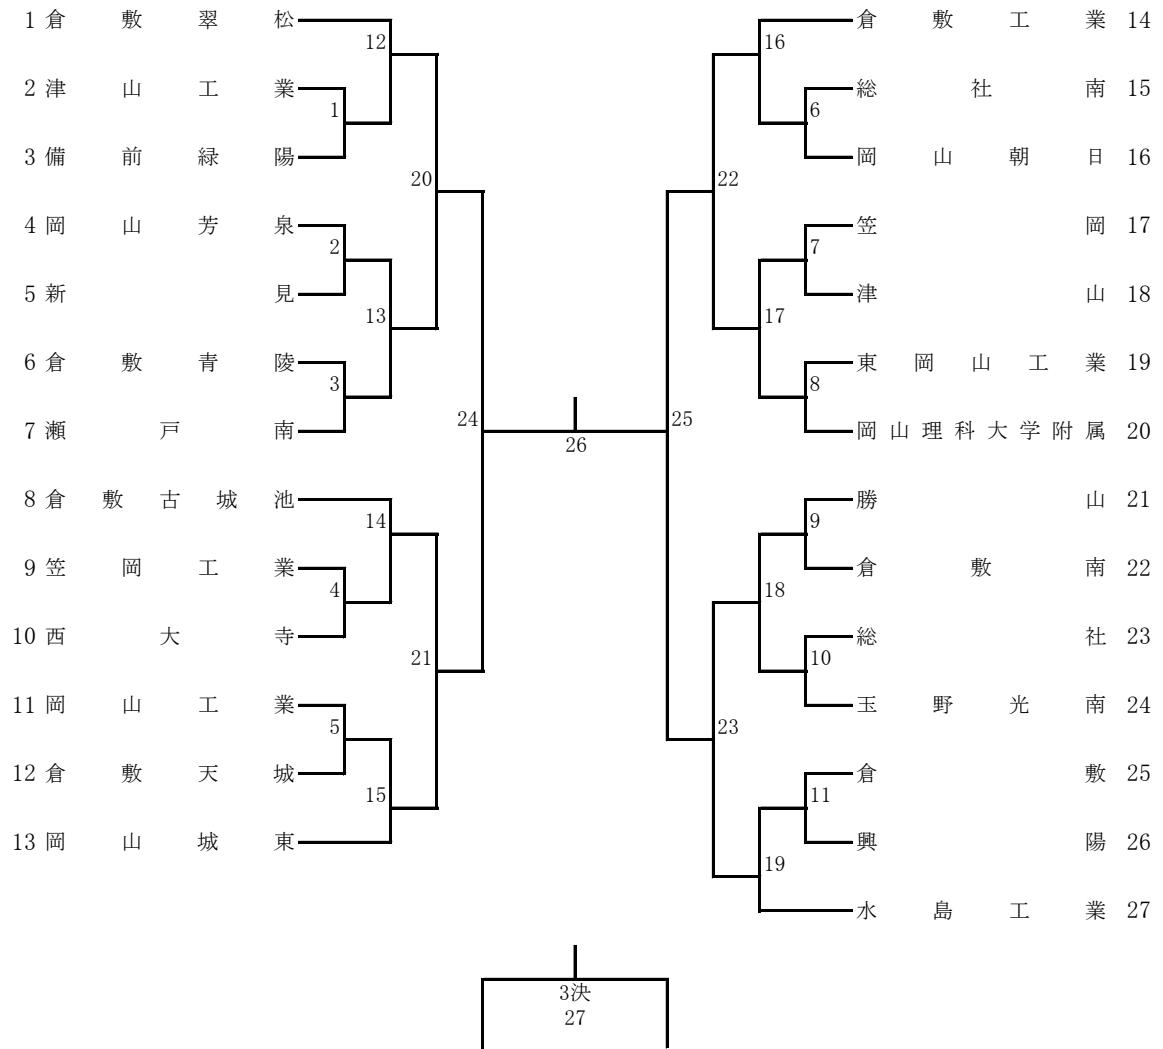 1 倉敷翠松
12
2 津山工業
1
3 備前緑陽
20
4 岡山芳泉
2
5 新見
13
6 倉敷青陵
3
7 瀬戸南
24
8 倉敷古城池
14
9 笠岡工業
4
10 西大寺
21
11 岡山工業
5
12 倉敷天城
15
13 岡山城東
26
倉敷工業 14
16
総社南 15
6
岡山朝日 16
22
笠岡 17
7
津山 18
17
東岡山工業 19
8
岡山理科大学附属 20
25
勝山 21
9
倉敷南 22
18
総社 23
10
玉野光南 24
23
倉敷 25
11
興陽 26
19
水島工業 27
3決
27